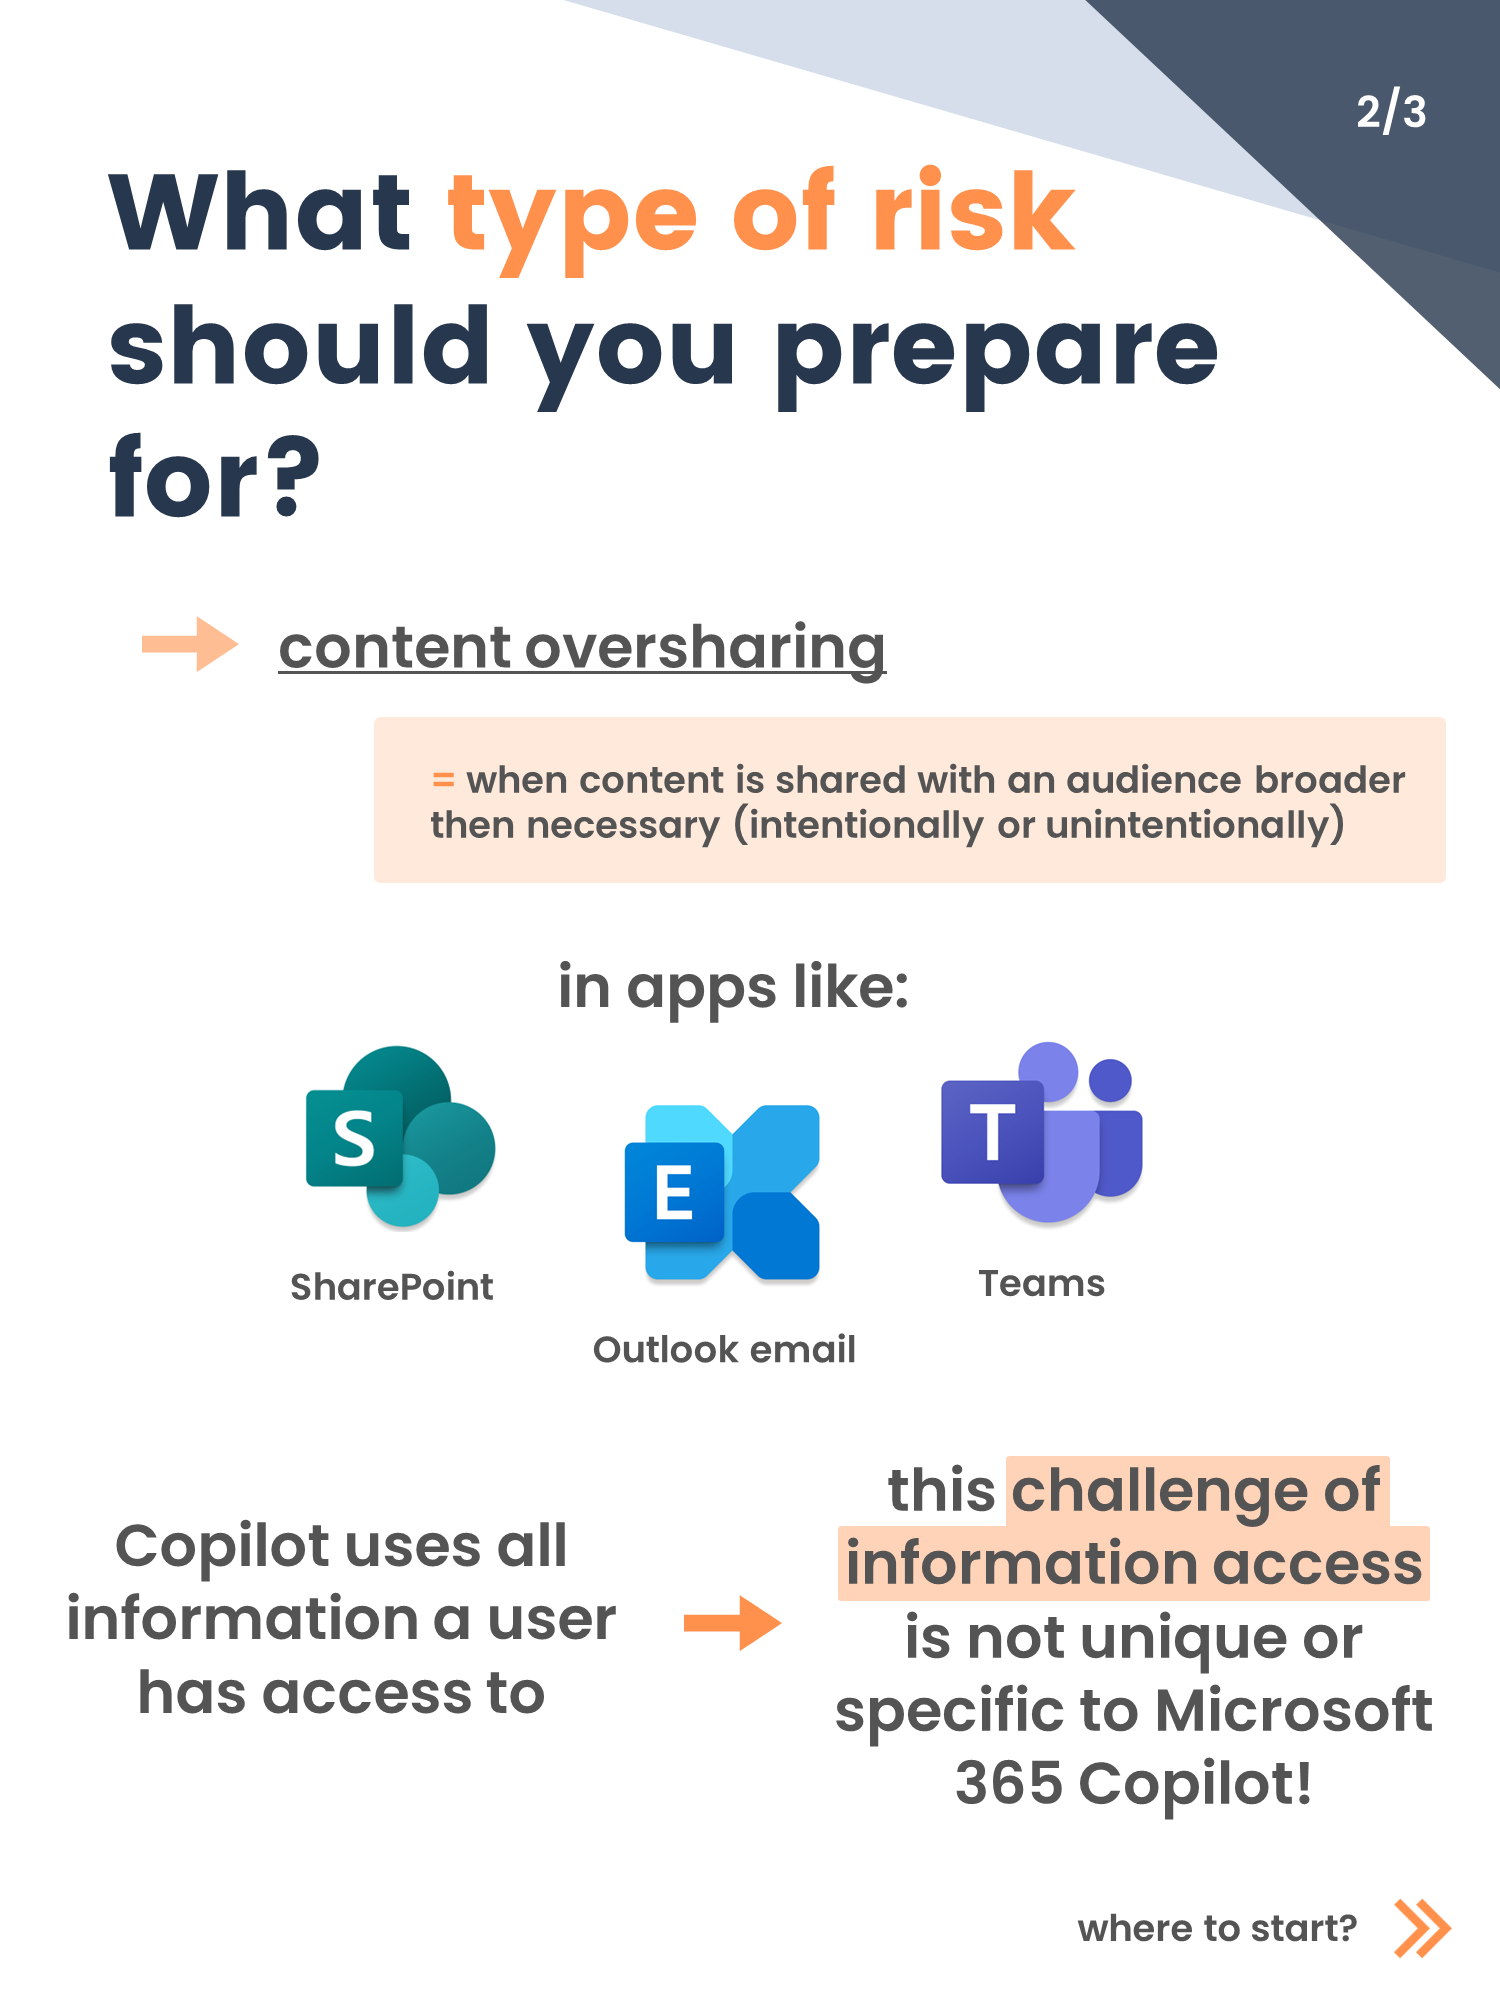 2/3
What type of risk
should you prepare
for?
content oversharing
= when content is shared with an audience broader
then necessary (intentionally or unintentionally)
in apps like:
S
E
T
SharePoint
Outlook email
Teams
Copilot uses all
information a user
has access to
this challenge of
information access
is not unique or
specific to Microsoft
365 Copilot!
where to start?